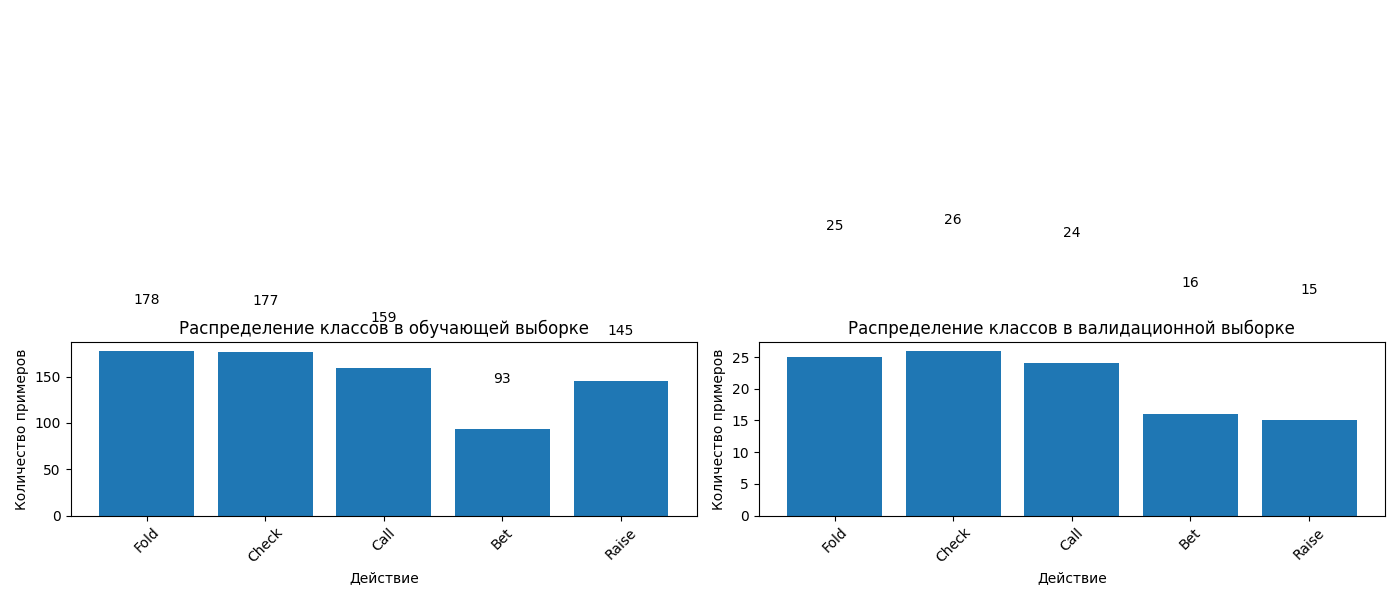 178
177
159
93
145
Распределение классов в обучающей выборке
Количество примеров
150
100
50
0
Fold
Check
Call
Bet
Raise
Действие
25
26
24
16
15
Распределение классов в валидационной выборке
Количество примеров
25
20
15
10
5
0
Fold
Check
Call
Bet
Raise
Действие